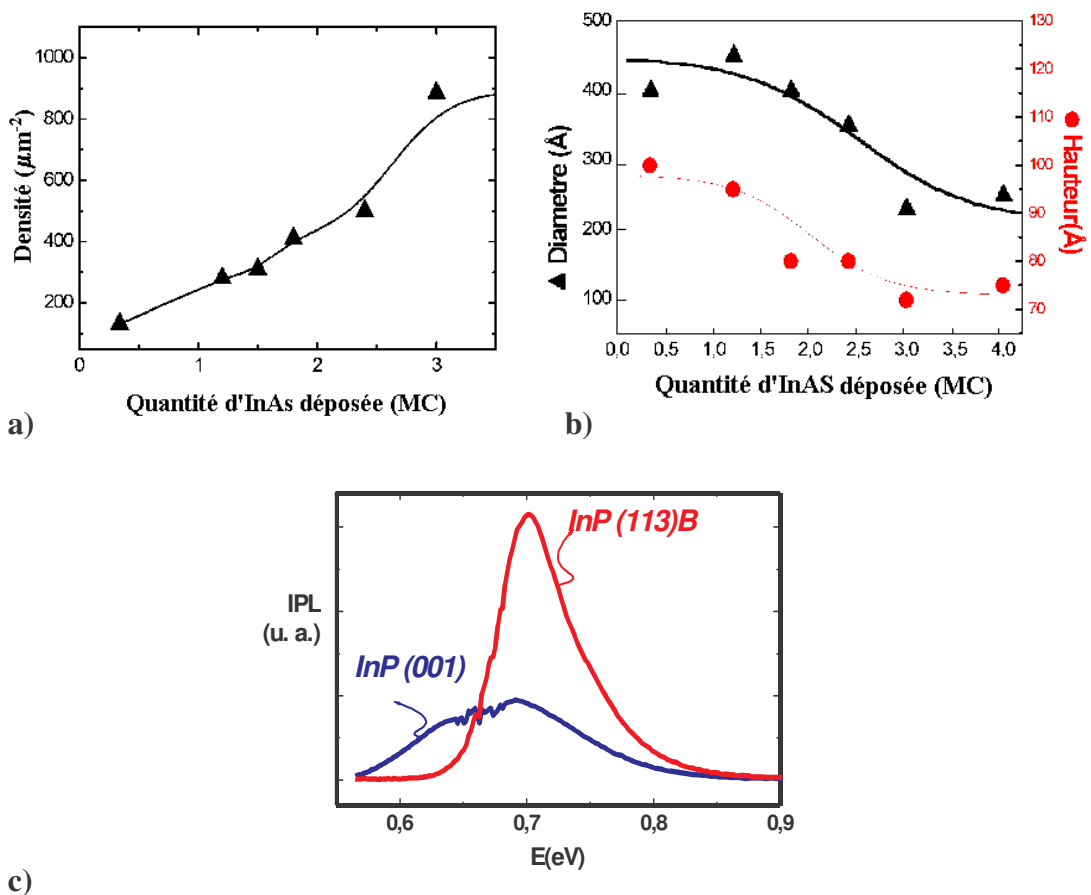 1000
800
600
400
200
Densité (μm-2)
0
1
2
3
Quantité d'InAs déposée (MC)
a)
500
400
300
200
100
▲ Diametre (Å)
130
120
110
100
90
80
70
Hauteur(Å)
0,0
0,5
1,0
1,5
2,0
2,5
3,0
3,5
4,0
Quantité d'InAS déposée (MC)
b)
InP (113)B
IPL
(u. a.)
InP (001)
0,6
0,7
0,8
0,9
E(eV)
c)